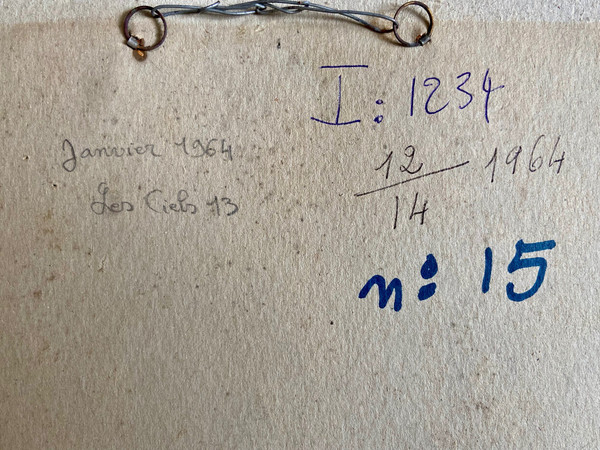 I: 1234
Janvier 1964
12/14 - 1964
Les Ciels 13
n: 15